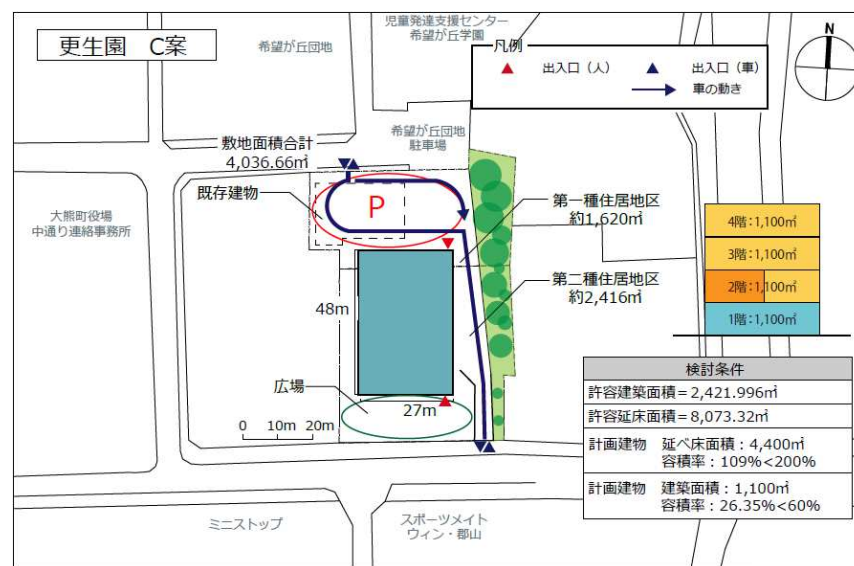 更生園 C案
児童発達支援センター
希望が丘学園
希望が丘団地
凡例
出入口（人）
出入口（車）
車の動き
N
希望が丘団地
駐車場
敷地面積合計
4,036.66㎡
既存建物
P
大熊町役場
中通り連絡事務所
第一種住居地区
約1,620㎡
第二種住居地区
約2,416㎡
48m
27m
広場
0 10m 20m
4階：1,100㎡
3階：1,100㎡
2階：1,100㎡
1階：1,100㎡
検討条件
許容建築面積＝2,421.996㎡
許容延床面積＝8,073.32㎡
計画建物 延べ床面積：4,400㎡
容積率：109%<200%
計画建物 建築面積：1,100㎡
容積率：26.35%<60%
ミニストップ
スポーツメイト
ウィン・郡山